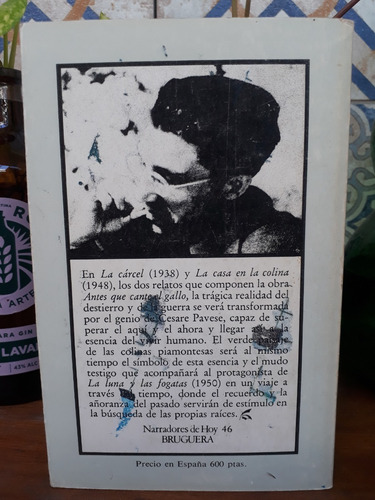 En La cárcel (1938) y La casa en la colina
(1948), los dos relatos que componen la obra
Antes que cante el gallo, la trágica realidad del
destierro y de la guerra se verá transformada
por el genio de Cesare Pavese, capaz de su-
perar el aquí y el ahora y llegar así a la
esencia del vivir humano. El verde paisaje
de las colinas piamontesas será al mismo
tiempo el símbolo de esta esencia y el mudo
testigo que acompañará al protagonista de
La luna y las fogatas (1950) en un viaje a
través del tiempo, donde el recuerdo y la
añoranza del pasado servirán de estímulo en
la búsqueda de las propias raíces.
Narradores de Hoy 46
BRUGUERA
Precio en España 600 ptas.
GIN
LAVA
43%